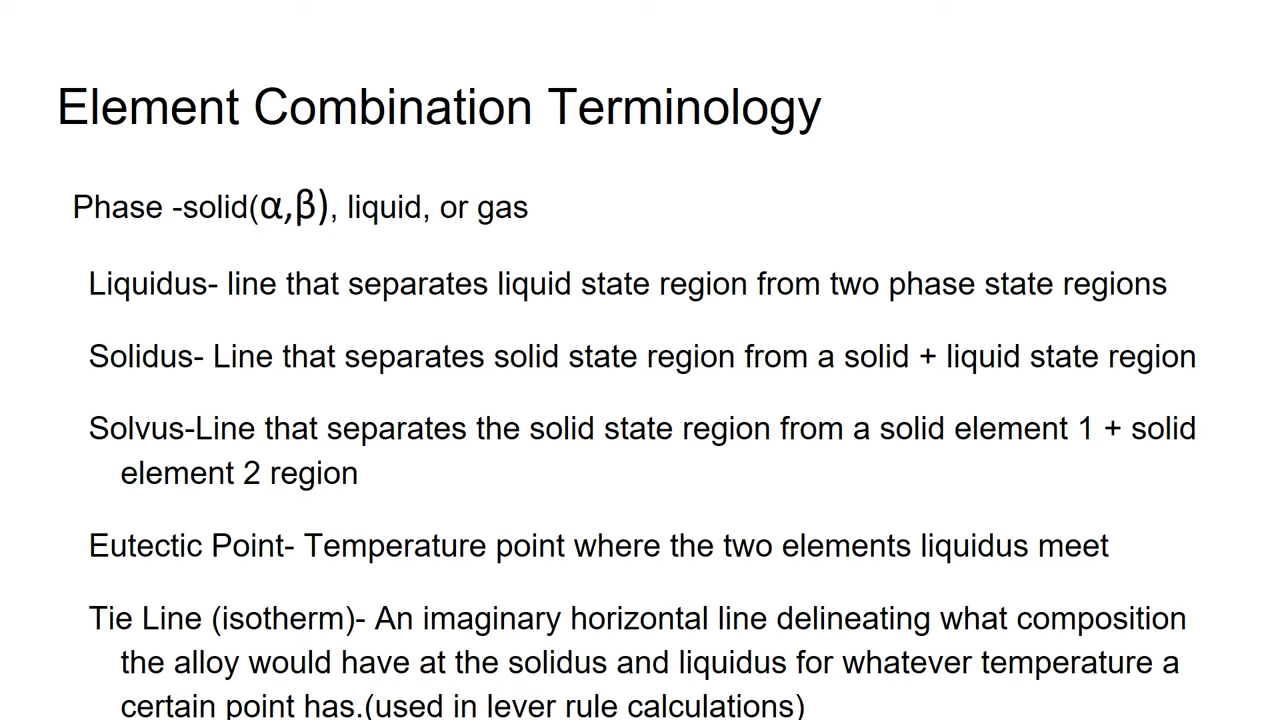 Element Combination Terminology
Phase -solid(α,β), liquid, or gas
Liquidus- line that separates liquid state region from two phase state regions
Solidus- Line that separates solid state region from a solid + liquid state region
Solvus-Line that separates the solid state region from a solid element 1 + solid
element 2 region
Eutectic Point- Temperature point where the two elements liquidus meet
Tie Line (isotherm)- An imaginary horizontal line delineating what composition
the alloy would have at the solidus and liquidus for whatever temperature a
certain point has.(used in lever rule calculations)